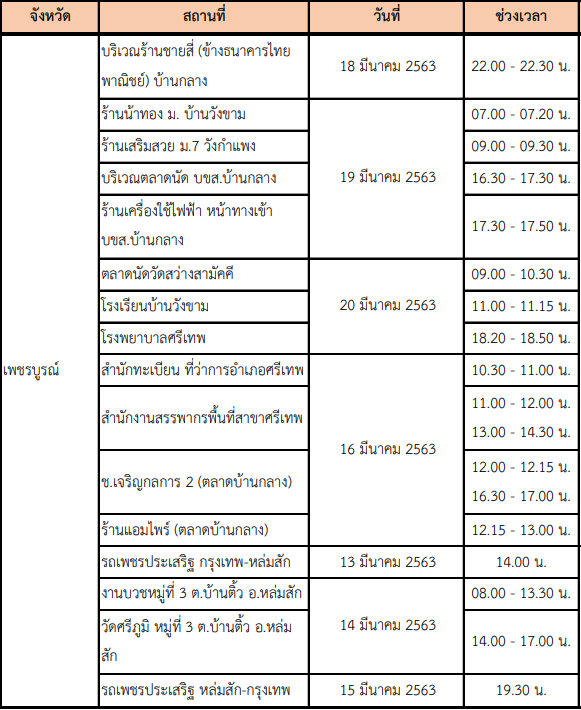 จังหวัด สถานที่ วันที่ ช่วงเวลา
บริเวณร้านชายสี่ (ข้างธนาคารไทย
พาณิชย์) บ้านกลาง
18 มีนาคม 2563 22.00 - 22.30 น.
ร้านน้าทอง ม. บ้านวังขาม 07.00 - 07.20 น.
ร้านเสริมสวย ม.7 วังกำแพง 09.00 - 09.30 น.
บริเวณตลาดนัด บขส.บ้านกลาง 19 มีนาคม 2563 16.30 - 17.30 น.
ร้านเครื่องใช้ไฟฟ้า หน้าทางเข้า
บขส.บ้านกลาง
17.30 - 17.50 น.
ตลาดนัดวัดสว่างสามัคคี 09.00 - 10.30 น.
โรงเรียนบ้านวังขาม 20 มีนาคม 2563 11.00 - 11.15 น.
โรงพยาบาลศรีเทพ 18.20 - 18.50 น.
เพชรบูรณ์ สำนักทะเบียน ที่ว่าการอำเภอศรีเทพ 10.30 - 11.00 น.
สำนักงานสรรพากรพื้นที่สาขาศรีเทพ 11.00 - 12.00 น.
13.00 - 14.30 น.
16 มีนาคม 2563
ช.เจริญกลการ 2 (ตลาดบ้านกลาง) 12.00 - 12.15 น.
16.30 - 17.00 น.
ร้านแอมไพร์ (ตลาดบ้านกลาง) 12.15 - 13.00 น.
รถเพชรประเสริฐ กรุงเทพ-หล่มสัก 13 มีนาคม 2563 14.00 น.
งานบวชหมู่ที่ 3 ต.บ้านติ้ว อ.หล่มสัก 08.00 - 13.30 น.
วัดศรีภูมิ หมู่ที่ 3 ต.บ้านติ้ว อ.หล่ม
สัก
14 มีนาคม 2563 14.00 - 17.00 น.
รถเพชรประเสริฐ หล่มสัก-กรุงเทพ 15 มีนาคม 2563 19.30 น.